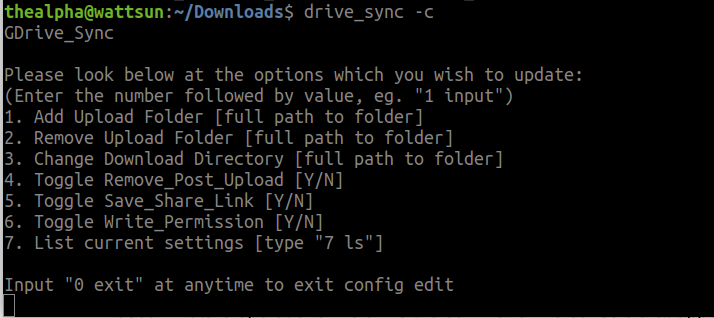 thealpha@wattsun:~/Downloads$ drive_sync -c
GDrive_Sync
Please look below at the options which you wish to update:
(Enter the number followed by value, eg. "1 input")
1. Add Upload Folder [full path to folder]
2. Remove Upload Folder [full path to folder]
3. Change Download Directory [full path to folder]
4. Toggle Remove_Post_Upload [Y/N]
5. Toggle Save_Share_Link [Y/N]
6. Toggle Write_Permission [Y/N]
7. List current settings [type "7 ls"]
Input "0 exit" at anytime to exit config edit